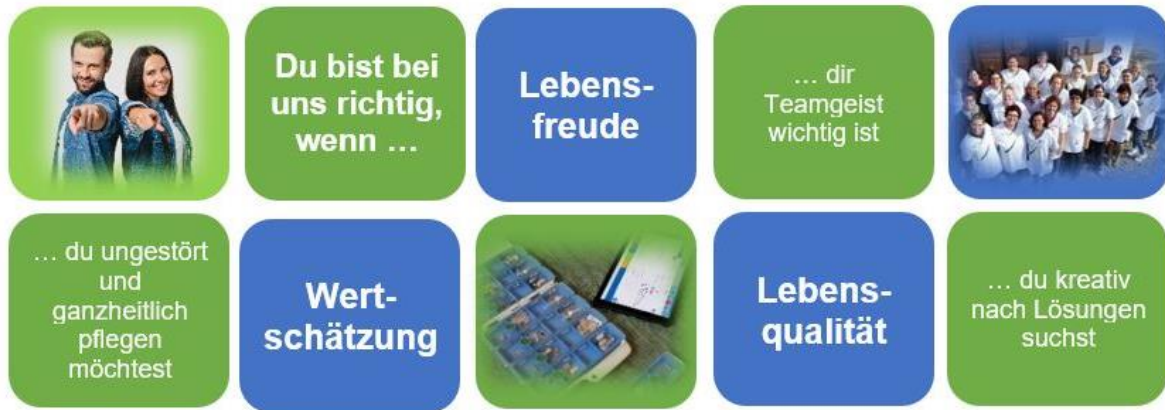 Du bist bei
uns richtig,
wenn …
Lebens-
freude
… dir
Teamgeist
wichtig ist
… du ungestört
und
ganzheitlich
pflegen
möchtest
Wert-
schätzung
Lebens-
qualität
… du kreativ
nach Lösungen
suchst